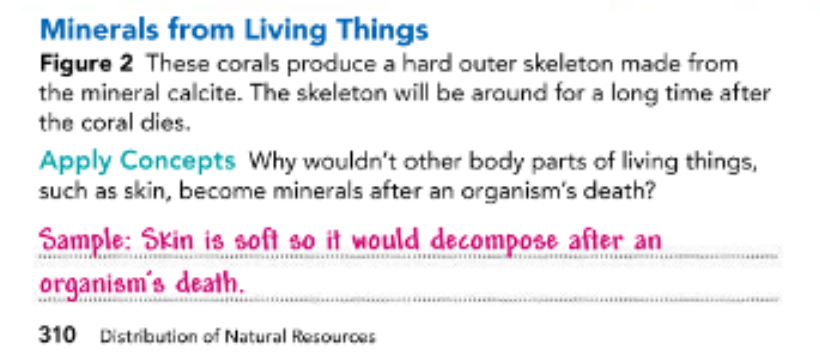 Minerals from Living Things
Figure 2 These corals produce a hard outer skeleton made from
the mineral calcite. The skeleton will be around for a long time after
the coral dies.
Apply Concepts Why wouldn't other body parts of living things,
such as skin, become minerals after an organism's death?
Sample: Skin is soft so it would decompose after an
organism's death.
310 Distribution of Natural Resources